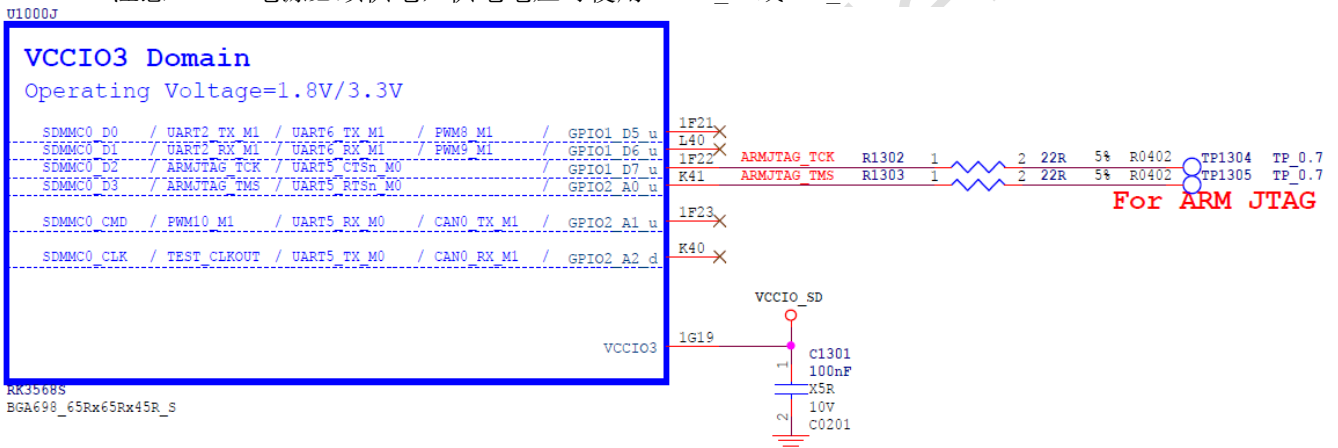 U1000J
VCCIO3 Domain
Operating Voltage=1.8V/3.3V
SDMMC0_D0 / UART2_TX_M1 / UART6_TX_M1 / PWM8_M1 / GPIO1_D5_u 1F21
SDMMC0_D1 / UART2_RX_M1 / UART6_RX_M1 / PWM9_M1 / GPIO1_D6_u L40
SDMMC0_D2 / ARMJTAG_TCK / UART5_CTSn_M0 / GPIO1_D7_u 1F22 ARMJTAG_TCK R1302 1 2 22R 5% R0402 TP1304 TP_0.7
SDMMC0_D3 / ARMJTAG_TMS / UART5_RTSn_M0 / GPIO2_A0_u K41 ARMJTAG_TMS R1303 1 2 22R 5% R0402 TP1305 TP_0.7
For ARM JTAG
SDMMC0_CMD / PWM10_M1 / UART5_RX_M0 / CAN0_TX_M1 / GPIO2_A1_u 1F23
SDMMC0_CLK / TEST_CLKOUT / UART5_TX_M0 / CAN0_RX_M1 / GPIO2_A2_d K40
VCCIO_SD
VCCIO3 1G19
1
C1301
100nF
X5R
10V
2
C0201
RK3568S
BGA698_65Rx65Rx45R_S